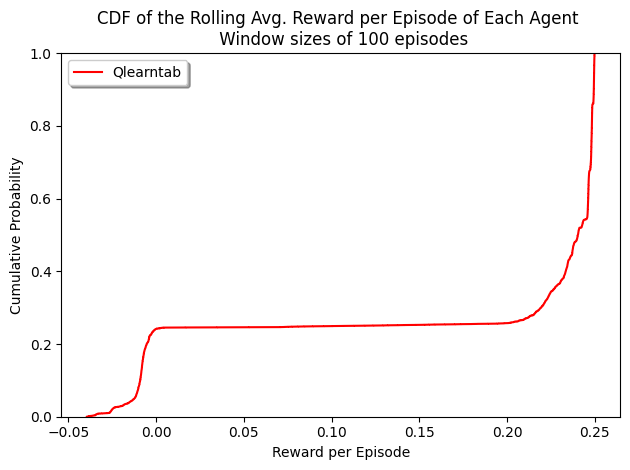 CDF of the Rolling Avg. Reward per Episode of Each Agent
Window sizes of 100 episodes
Qlearntab
Cumulative Probability
1.0
0.8
0.6
0.4
0.2
0.0
−0.05
0.00
0.05
0.10
0.15
0.20
0.25
Reward per Episode